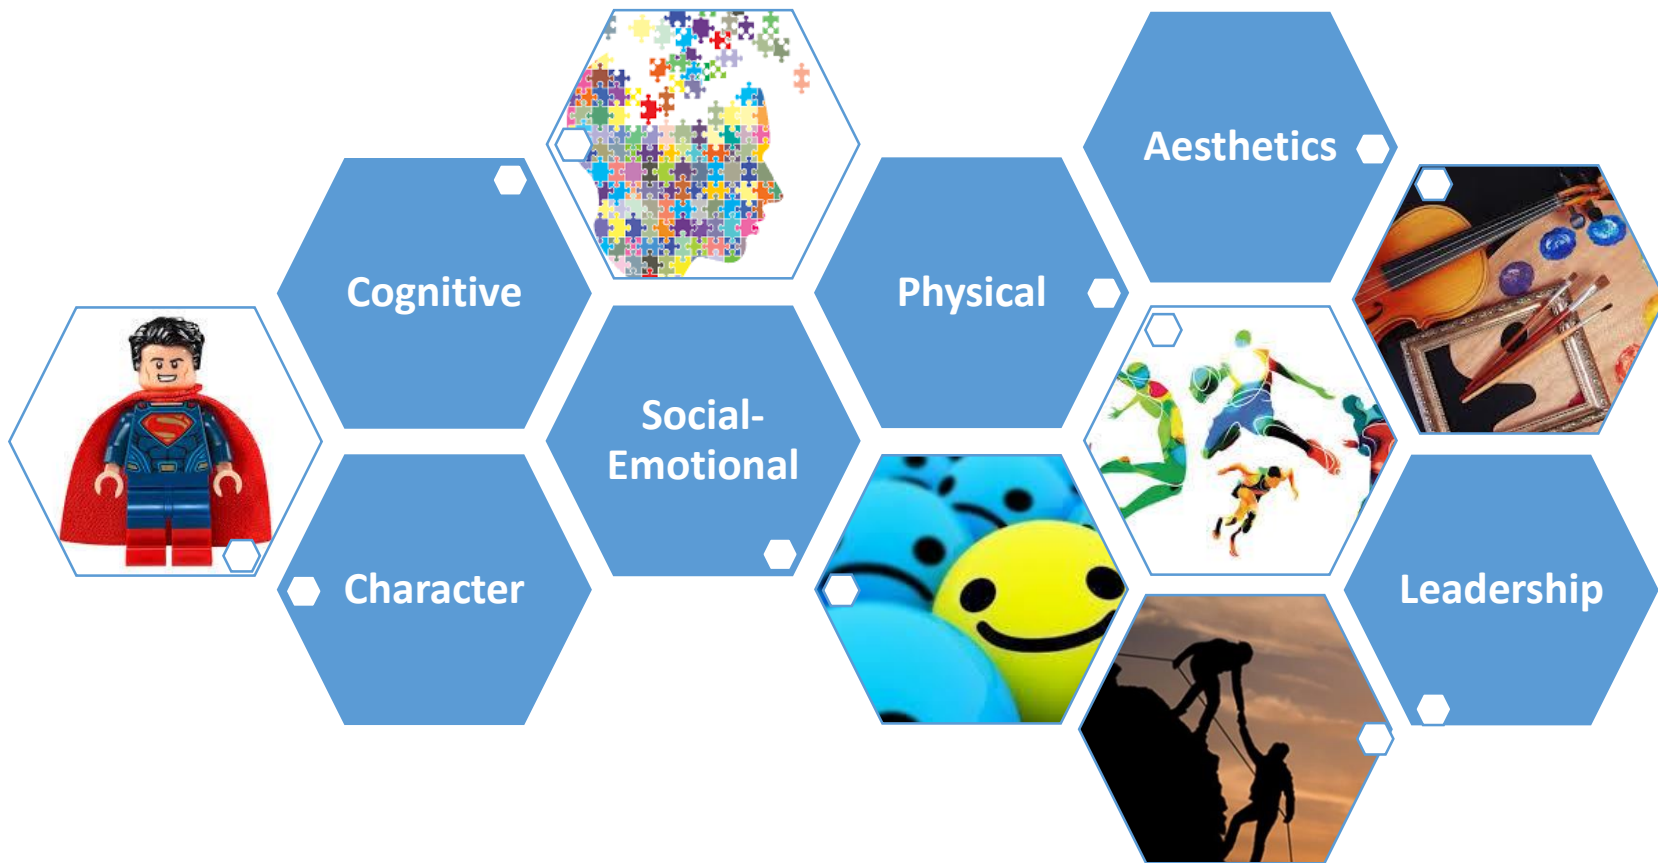 Aesthetics
Cognitive
Physical
Social-
Emotional
Character
Leadership